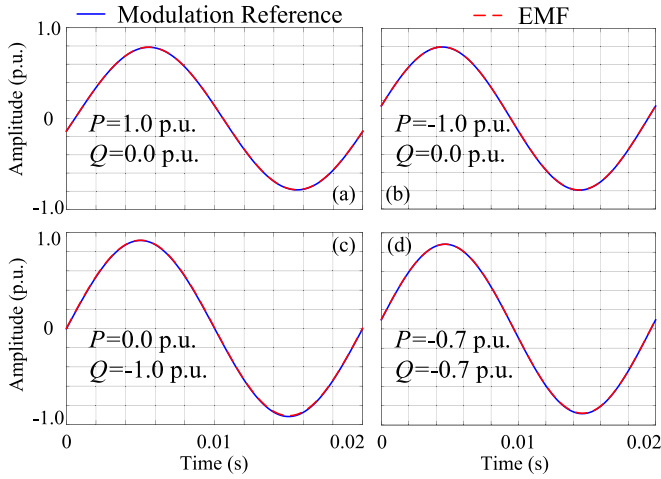 Modulation Reference
EMF
1.0
0
-1.0
Amplitude (p.u.)
P=1.0 p.u.
Q=0.0 p.u.
(a)
P=-1.0 p.u.
Q=0.0 p.u.
(b)
1.0
0
-1.0
Amplitude (p.u.)
(c)
P=0.0 p.u.
Q=-1.0 p.u.
(d)
P=-0.7 p.u.
Q=-0.7 p.u.
0
0.01
0.02
0
0.01
0.02
Time (s)
Time (s)